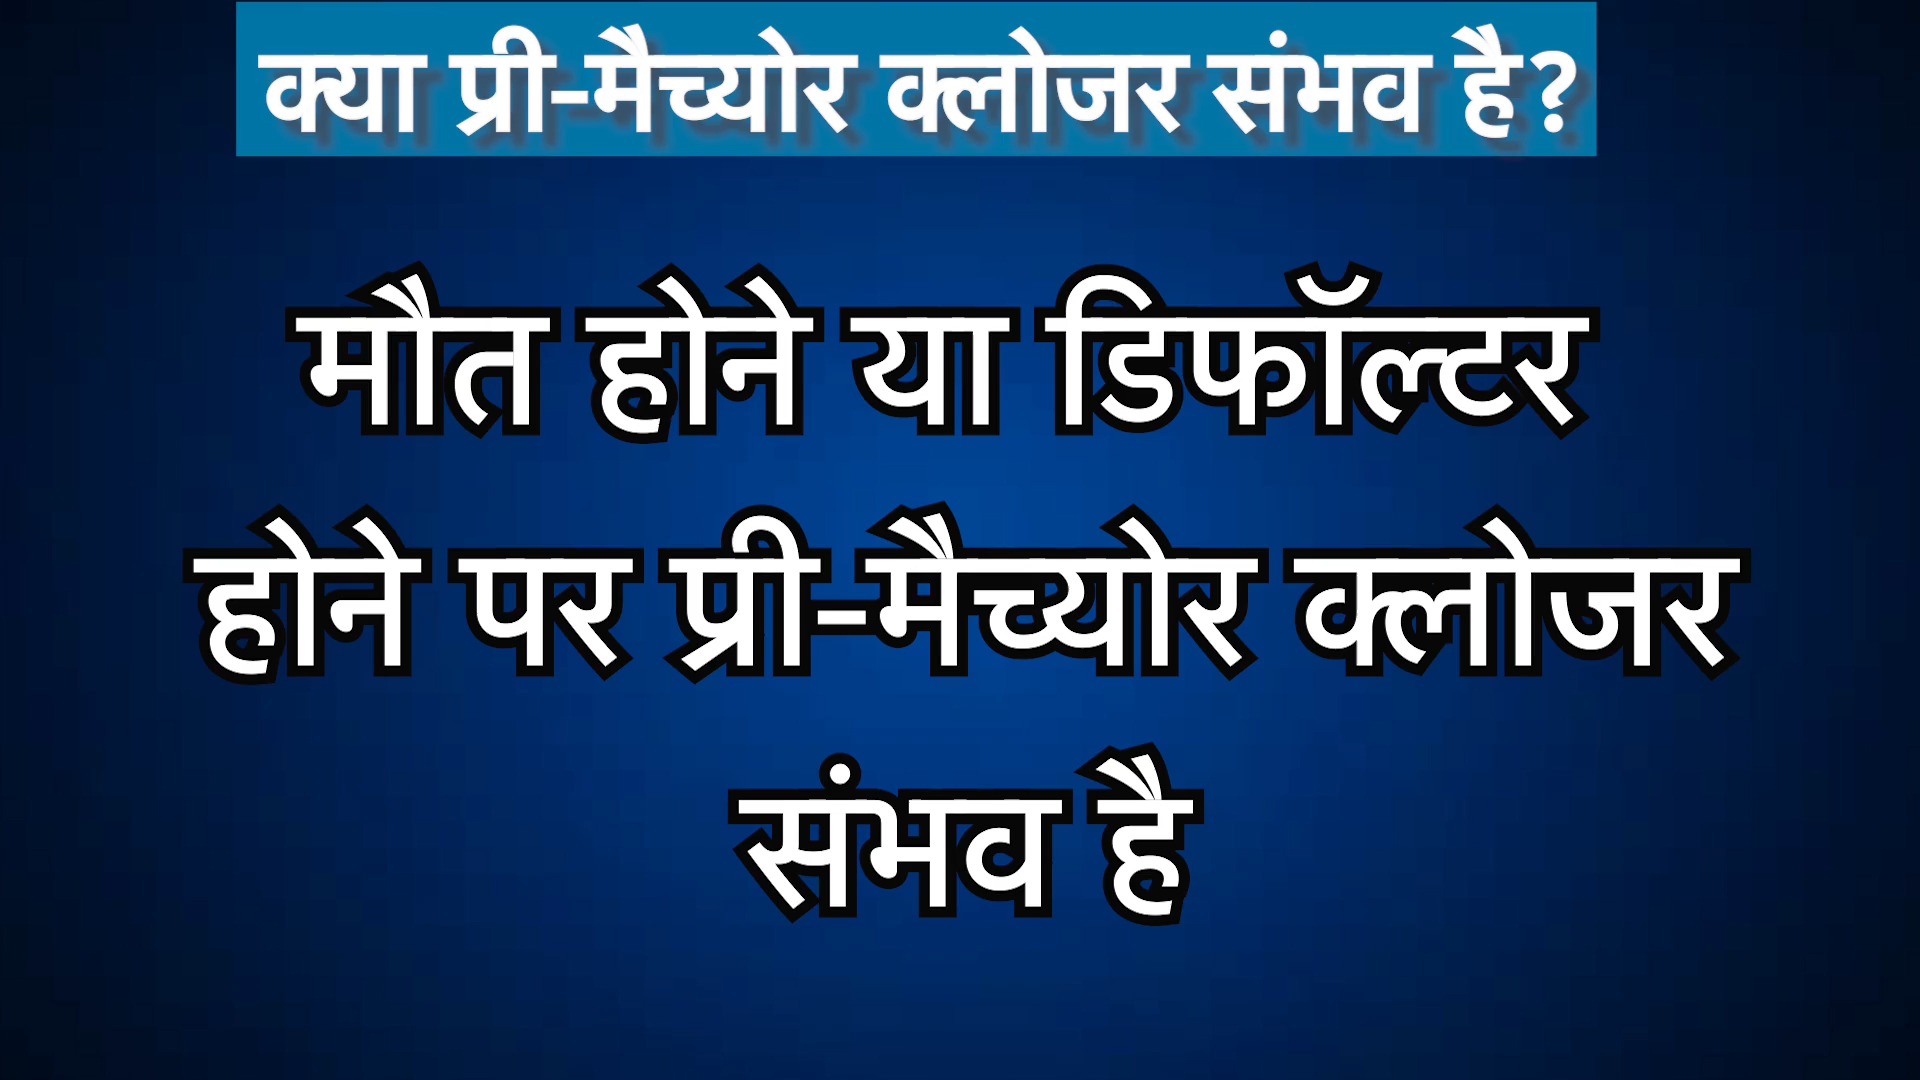 क्या प्री-मैच्योर क्लोजर संभव है?
मौत होने या डिफॉल्टर
होने पर प्री-मैच्योर क्लोजर
संभव है